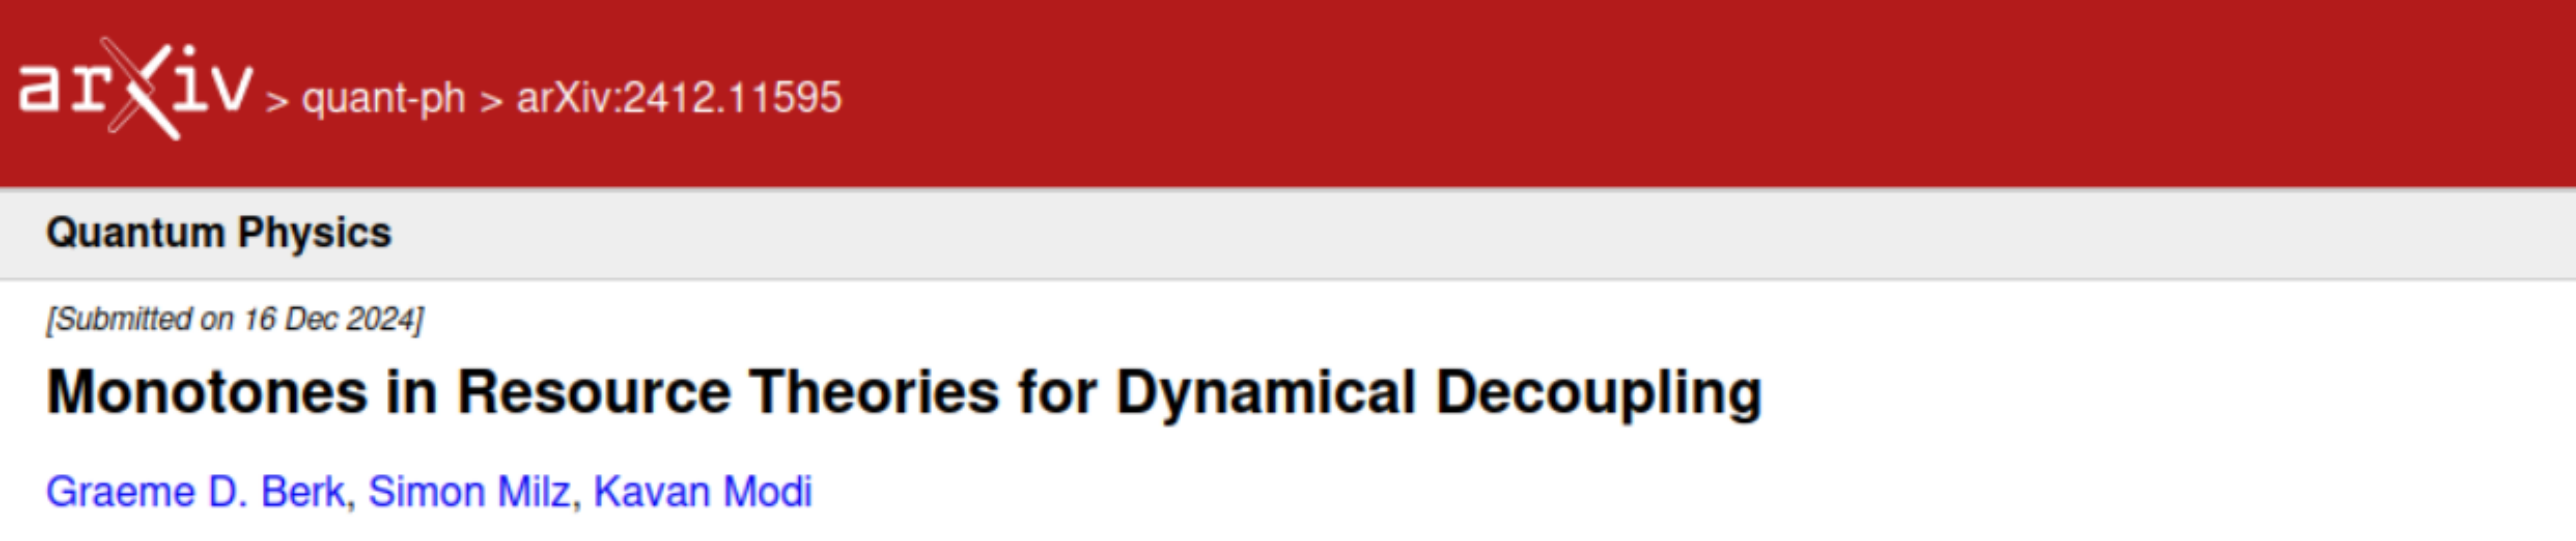 arXiv > quant-ph > arXiv:2412.11595
Quantum Physics
[Submitted on 16 Dec 2024]
Monotones in Resource Theories for Dynamical Decoupling
Graeme D. Berk, Simon Milz, Kavan Modi